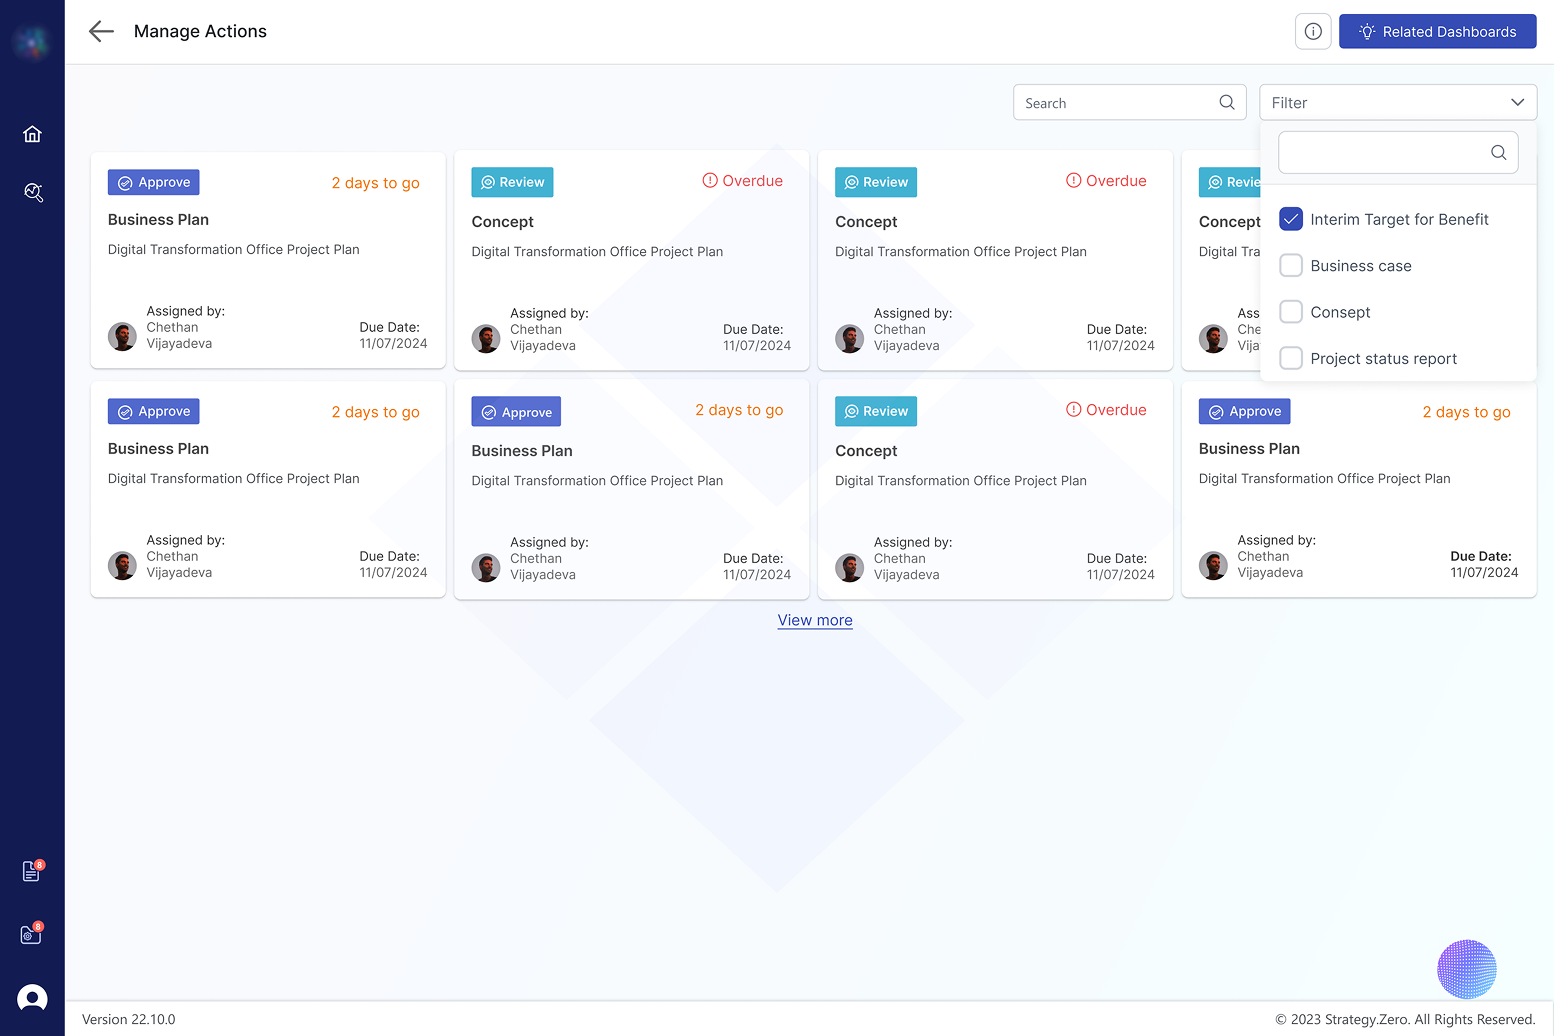 Manage Actions
Related Dashboards
Search
Filter
Approve
2 days to go
Business Plan
Digital Transformation Office Project Plan
Assigned by:
Chethan
Vijayadeva
Due Date:
11/07/2024
Review
Overdue
Concept
Digital Transformation Office Project Plan
Assigned by:
Chethan
Vijayadeva
Due Date:
11/07/2024
Review
Overdue
Concept
Digital Transformation Office Project Plan
Assigned by:
Chethan
Vijayadeva
Due Date:
11/07/2024
Revie
Concept
Digital Tra
Ass
Che
Vija
Interim Target for Benefit
Business case
Consept
Project status report
Approve
2 days to go
Business Plan
Digital Transformation Office Project Plan
Assigned by:
Chethan
Vijayadeva
Due Date:
11/07/2024
Approve
2 days to go
Business Plan
Digital Transformation Office Project Plan
Assigned by:
Chethan
Vijayadeva
Due Date:
11/07/2024
Review
Overdue
Concept
Digital Transformation Office Project Plan
Assigned by:
Chethan
Vijayadeva
Due Date:
11/07/2024
Approve
2 days to go
Business Plan
Digital Transformation Office Project Plan
Assigned by:
Chethan
Vijayadeva
Due Date:
11/07/2024
View more
8
8
Version 22.10.0
© 2023 Strategy.Zero. All Rights Reserved.